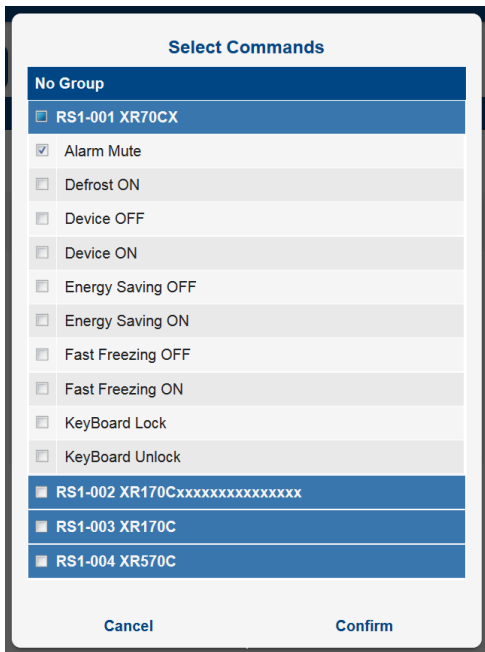 Select Commands
No Group
RS1-001 XR70CX
Alarm Mute
Defrost ON
Device OFF
Device ON
Energy Saving OFF
Energy Saving ON
Fast Freezing OFF
Fast Freezing ON
KeyBoard Lock
KeyBoard Unlock
RS1-002 XR170Cxxxxxxxxxxxxxxx
RS1-003 XR170C
RS1-004 XR570C
Cancel Confirm